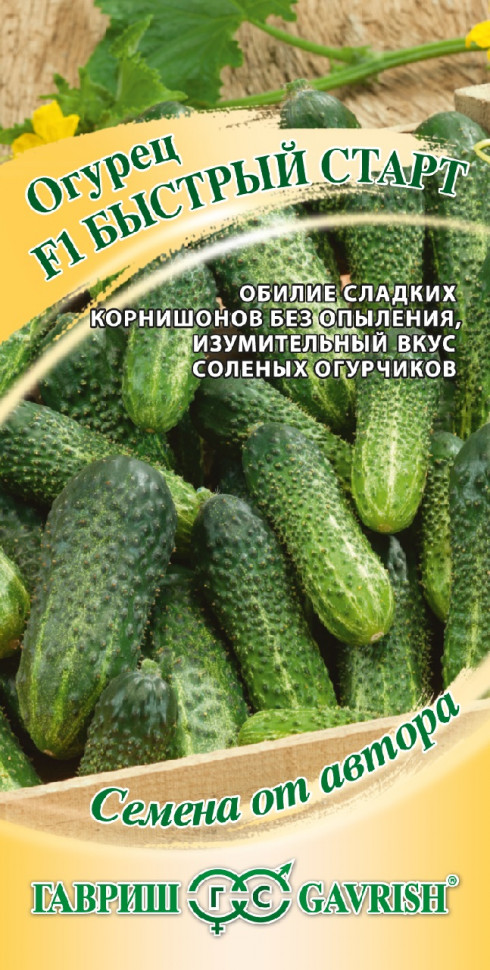 Огурец
F1 БЫСТРЫЙ СТАРТ
ОБИЛИЕ СЛАДКИХ
КОРНИШОНОВ БЕЗ ОПЫЛЕНИЯ,
ИЗУМИТЕЛЬНЫЙ ВКУС
СОЛЕНЫХ ОГУРЧИКОВ
Семена от автора
ГАВРИШ ГС GAVRISH®